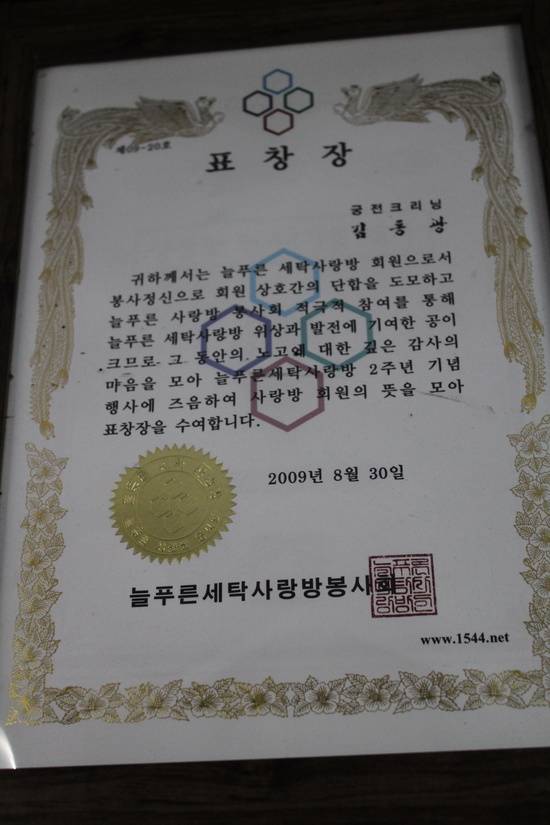 제09-20호
표 창 장
궁전크리닝
김 동 광
귀하께서는 늘푸른 세탁사랑방 회원으로서
봉사정신으로 회원 상호간의 단합을 도모하고
늘푸른 사랑방 봉사회 적극적 참여를 통해
늘푸른 세탁사랑방 위상과 발전에 기여한 공이
크므로 그 동안의 노고에 대한 깊은 감사의
마음을 모아 늘푸른세탁사랑방 2주년 기념
행사에 즈음하여 사랑방 회원의 뜻을 모아
표창장을 수여합니다.
2009년 8월 30일
늘푸른세탁사랑방봉사회
www.1544.net